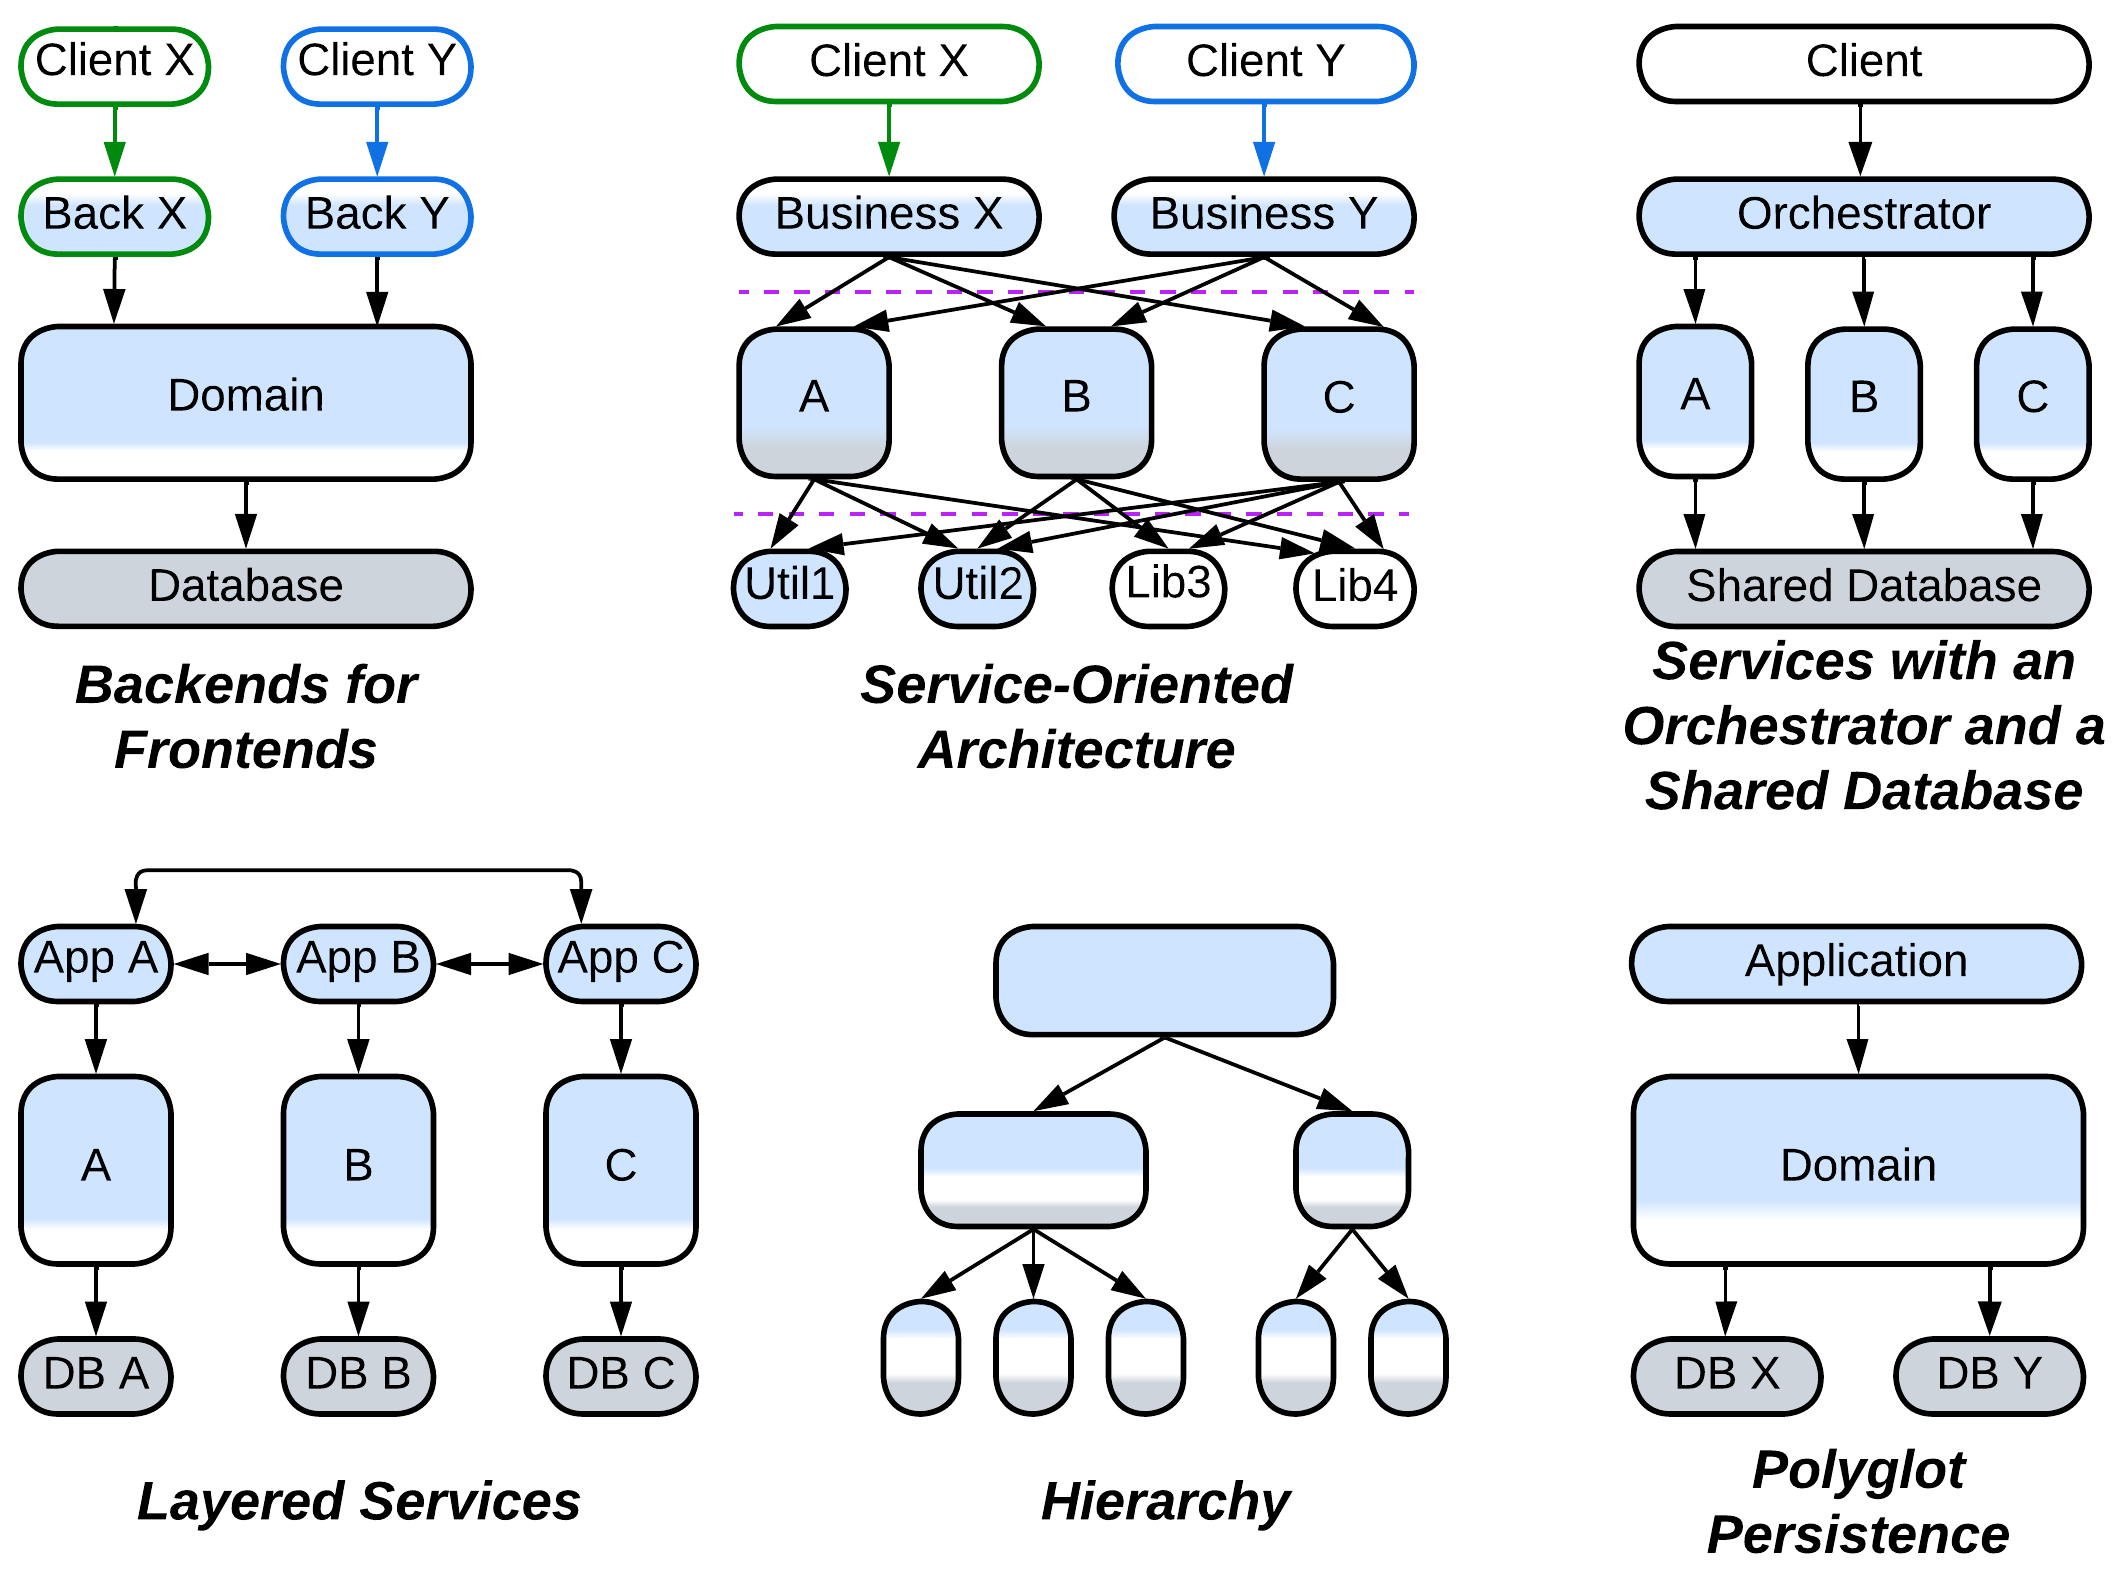 Client X
Client Y
Back X
Back Y
Domain
Database
Backends for
Frontends
Client X
Client Y
Business X
Business Y
A
B
C
Util1
Util2
Lib3
Lib4
Service-Oriented
Architecture
Client
Orchestrator
A
B
C
Shared Database
Services with an
Orchestrator and a
Shared Database
App A
App B
App C
A
B
C
DB A
DB B
DB C
Layered Services
Hierarchy
Application
Domain
DB X
DB Y
Polyglot
Persistence